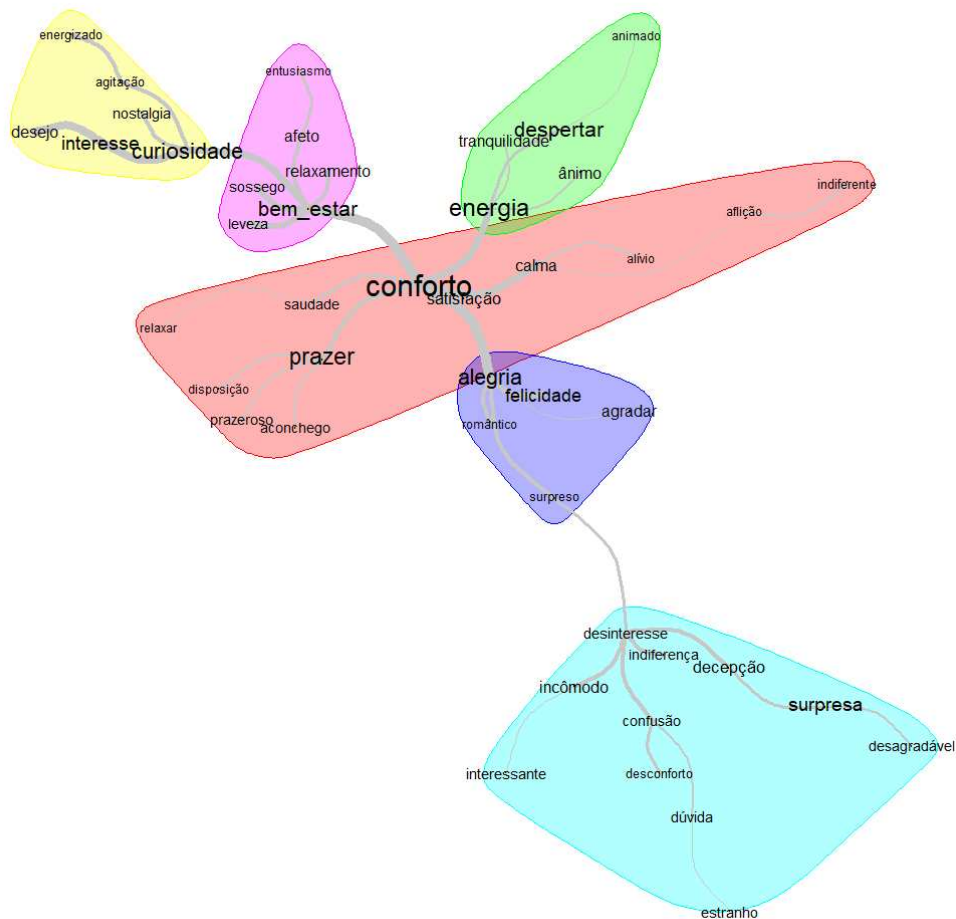 energizado
agitação
nostalgia
desejo
interesse
curiosidade
entusiasmo
afeto
relaxamento
sossego
bem_estar
leveza
animado
despertar
tranquilidade
ânimo
energia
indiferente
aflição
alívio
calma
conforto
satisfação
saudade
relaxar
prazer
disposição
prazeroso
aconchego
alegria
felicidade
agradar
romântico
surpreso
desinteresse
indiferença
decepção
incômodo
surpresa
confusão
desagradável
interessante
desconforto
dúvida
estranho